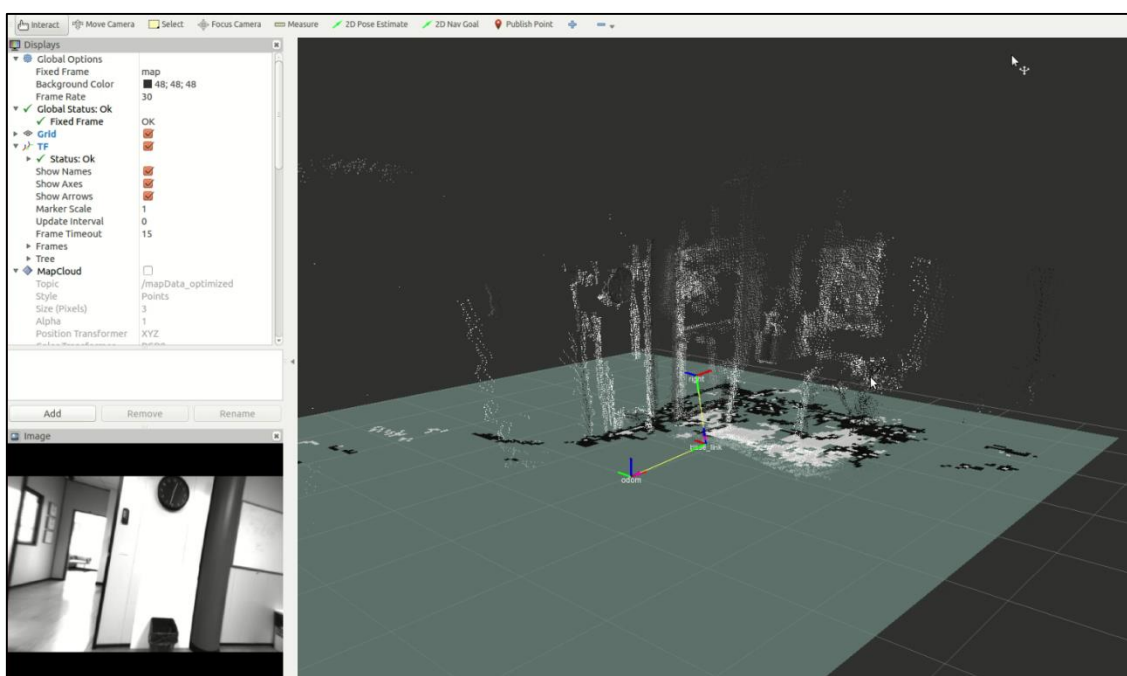 Interact Move Camera Select Focus Camera Measure 2D Pose Estimate 2D Nav Goal Publish Point
Displays
Global Options
Fixed Frame map
Background Color 48; 48; 48
Frame Rate 30
Global Status: Ok
Fixed Frame OK
Grid
TF
Status: Ok
Show Names
Show Axes
Show Arrows
Marker Scale 1
Update Interval 0
Frame Timeout 15
Frames
Tree
MapCloud
Topic /mapData_optimized
Style Points
Size (Pixels) 3
Alpha 1
Position Transformer XYZ
Add Remove Rename
Image
right
base_link
odom